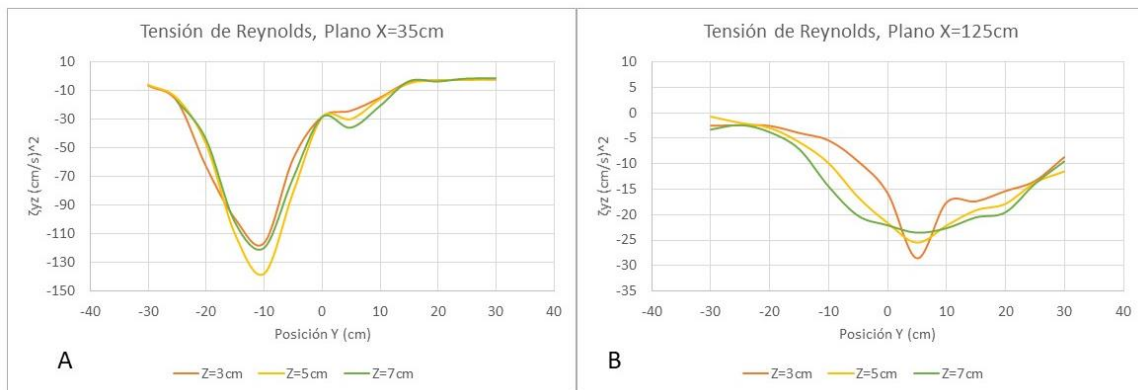 Tensión de Reynolds, Plano X=35cm
10
-10
-30
-50
-70
-90
-110
-130
-150
ζyz (cm/s)^2
-40 -30 -20 -10 0 10 20 30 40
Posición Y (cm)
A
Z=3cm Z=5cm Z=7cm
Tensión de Reynolds, Plano X=125cm
10
5
0
-5
-10
-15
-20
-25
-30
-35
ζyz (cm/s)^2
-40 -30 -20 -10 0 10 20 30 40
Posición Y (cm)
B
Z=3cm Z=5cm Z=7cm